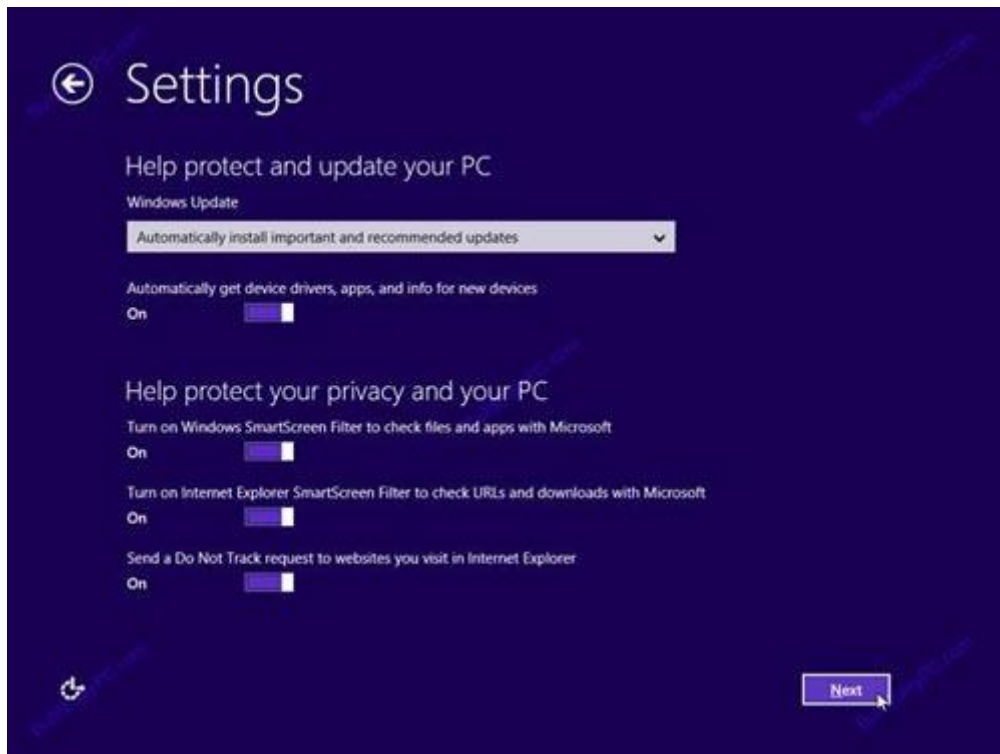 Settings
Help protect and update your PC
Windows Update
Automatically install important and recommended updates
Automatically get device drivers, apps, and info for new devices
On
Help protect your privacy and your PC
Turn on Windows SmartScreen Filter to check files and apps with Microsoft
On
Turn on Internet Explorer SmartScreen Filter to check URLs and downloads with Microsoft
On
Send a Do Not Track request to websites you visit in Internet Explorer
On
Next